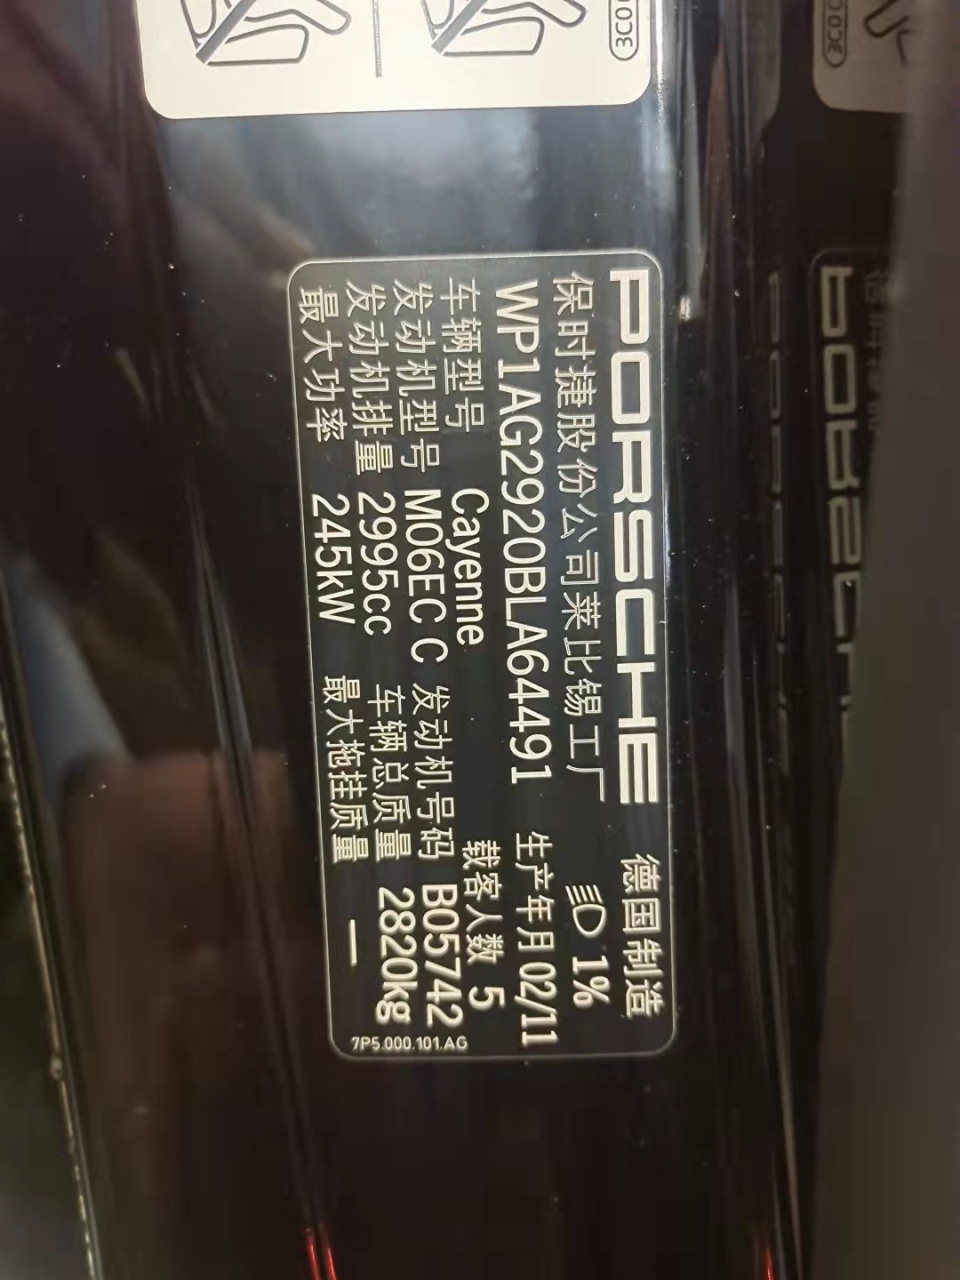 3C0
PORSCHE 德国制造
保时捷股份公司莱比锡工厂 1%
WP1AG2920BLA64491 生产年月 02/11
车辆型号 Cayenne 载客人数 5
发动机型号 M06EC C 发动机号码 B05742
发动机排量 2995cc 车辆总质量 2820kg
最大功率 245kW 最大拖挂质量 —
7P5.000.101.AG